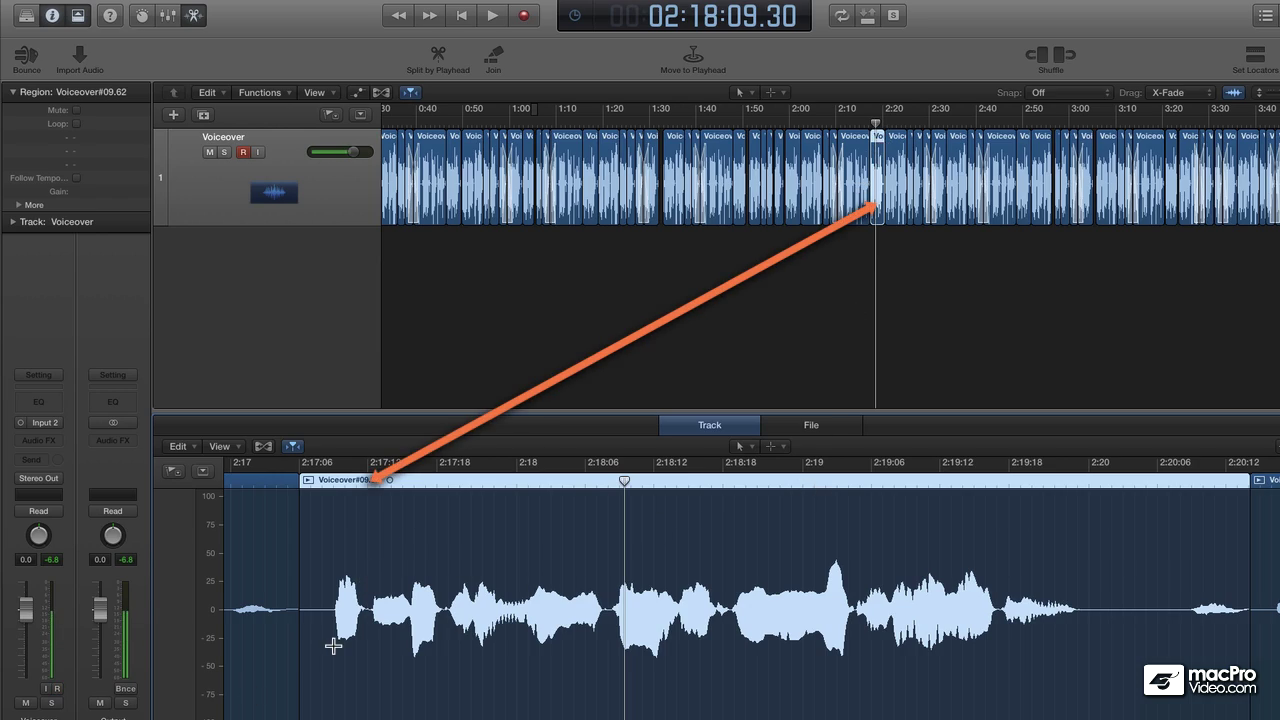 02:18:09.30
Bounce
Import Audio
Split by Playhead
Join
Move to Playhead
Shuffle
Set Locators
Region: Voiceover#09.62
Edit
Functions
View
Snap: Off
Drag: X-Fade
Mute:
Loop:
Follow Tempo...
Gain:
More
Track: Voiceover
30 0:40 0:50 1:00 1:10 1:20 1:30 1:40 1:50 2:00 2:10 2:20 2:30 2:40 2:50 3:00 3:10 3:20 3:30 3:40
Voiceover
M S R I
1
Track
File
Edit
View
2:17 2:17:06 2:17:12 2:17:18 2:18 2:18:06 2:18:12 2:18:18 2:19 2:19:06 2:19:12 2:19:18 2:20 2:20:06 2:20:12
Voiceover#09.
100
75
50
25
0
-25
-50
-75
Setting Setting
EQ EQ
Input 2
Audio FX Audio FX
Send
Stereo Out
Read Read
0.0 -6.8 0.0 -6.8
I R Bnce
M S M S
macPro
Video.com